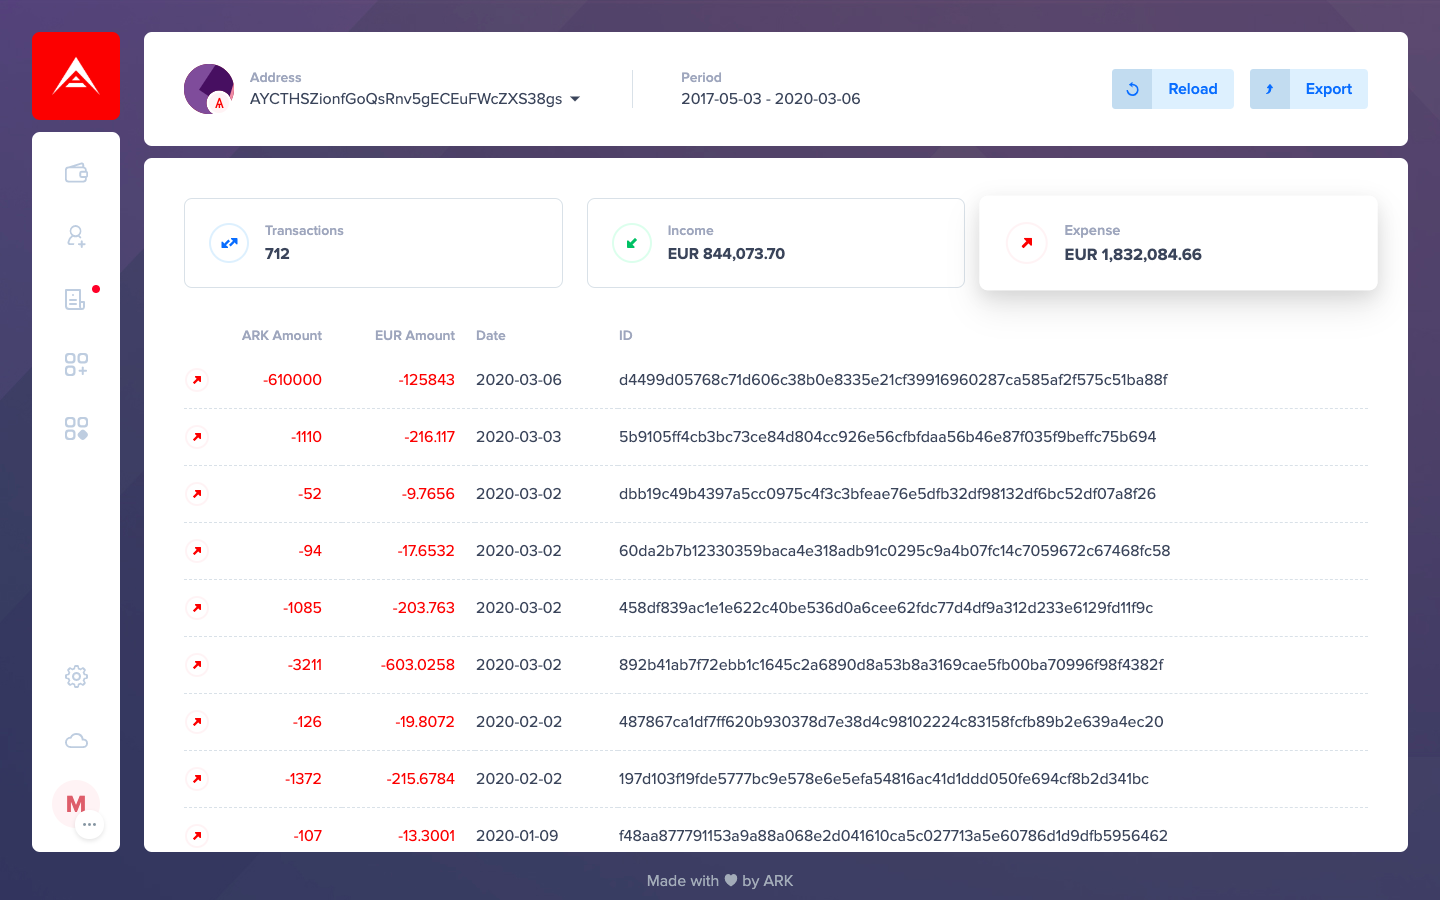 Address
AYCTHSZionfGoQsRnv5gECEuFWcZXS38gs
Period
2017-05-03 - 2020-03-06
Reload
Export
Transactions
712
Income
EUR 844,073.70
Expense
EUR 1,832,084.66
ARK Amount EUR Amount Date ID
-610000 -125843 2020-03-06 d4499d05768c71d606c38b0e8335e21cf39916960287ca585af2f575c51ba88f
-1110 -216.117 2020-03-03 5b9105ff4cb3bc73ce84d804cc926e56cfbfdaa56b46e87f035f9beffc75b694
-52 -9.7656 2020-03-02 dbb19c49b4397a5cc0975c4f3c3bfeae76e5dfb32df98132df6bc52df07a8f26
-94 -17.6532 2020-03-02 60da2b7b12330359baca4e318adb91c0295c9a4b07fc14c7059672c67468fc58
-1085 -203.763 2020-03-02 458df839ac1e1e622c40be536d0a6cee62fdc77d4df9a312d233e6129fd11f9c
-3211 -603.0258 2020-03-02 892b41ab7f72ebb1c1645c2a6890d8a53b8a3169cae5fb00ba70996f98f4382f
-126 -19.8072 2020-02-02 487867ca1df7ff620b930378d7e38d4c98102224c83158fcfb89b2e639a4ec20
-1372 -215.6784 2020-02-02 197d103f19fde5777bc9e578e6e5efa54816ac41d1ddd050fe694cf8b2d341bc
-107 -13.3001 2020-01-09 f48aa877791153a9a88a068e2d041610ca5c027713a5e60786d1d9dfb5956462
M
Made with ♥ by ARK